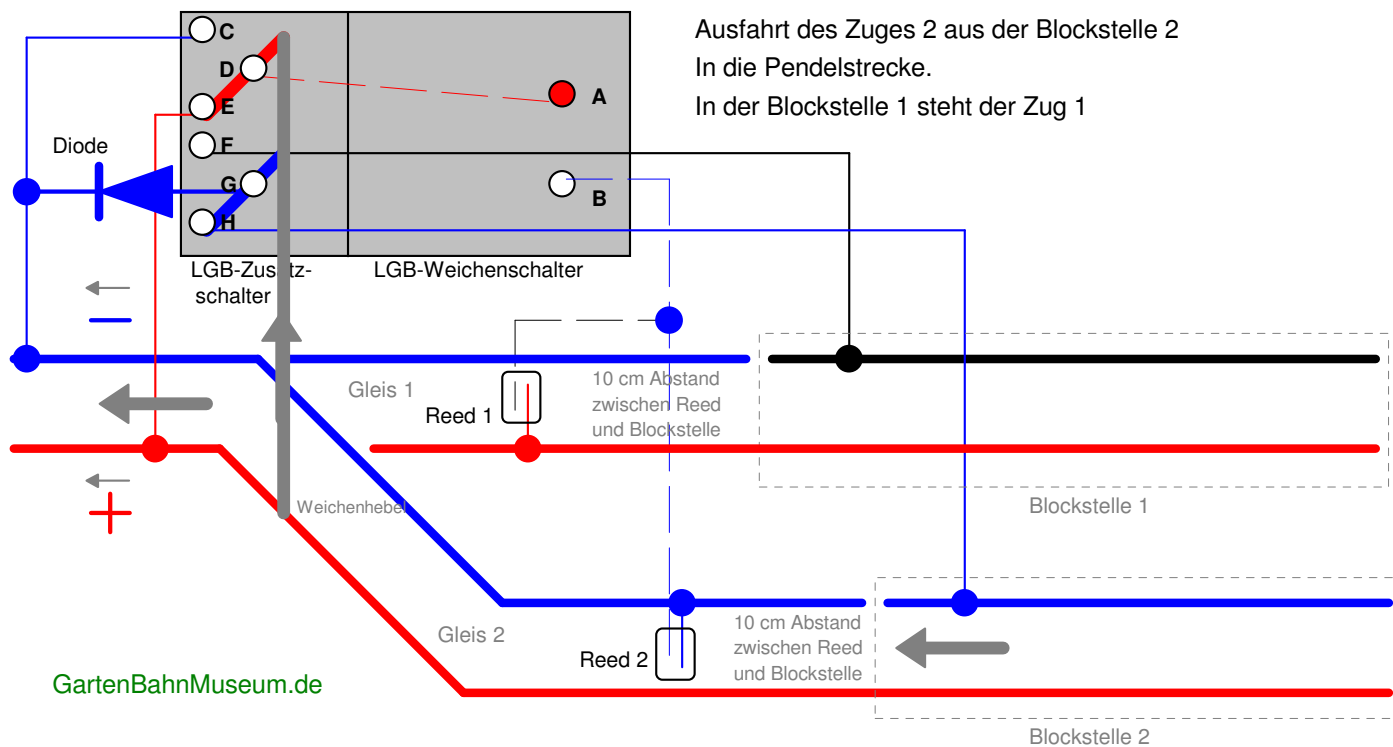 Ausfahrt des Zuges 2 aus der Blockstelle 2
In die Pendelstrecke.
In der Blockstelle 1 steht der Zug 1
C
D
E
F
G
H
A
B
Diode
LGB-Zusatz-
schalter
LGB-Weichenschalter
Gleis 1
Reed 1
10 cm Abstand
zwischen Reed
und Blockstelle
Blockstelle 1
Weichenhebel
Gleis 2
Reed 2
10 cm Abstand
zwischen Reed
und Blockstelle
Blockstelle 2
GartenBahnMuseum.de